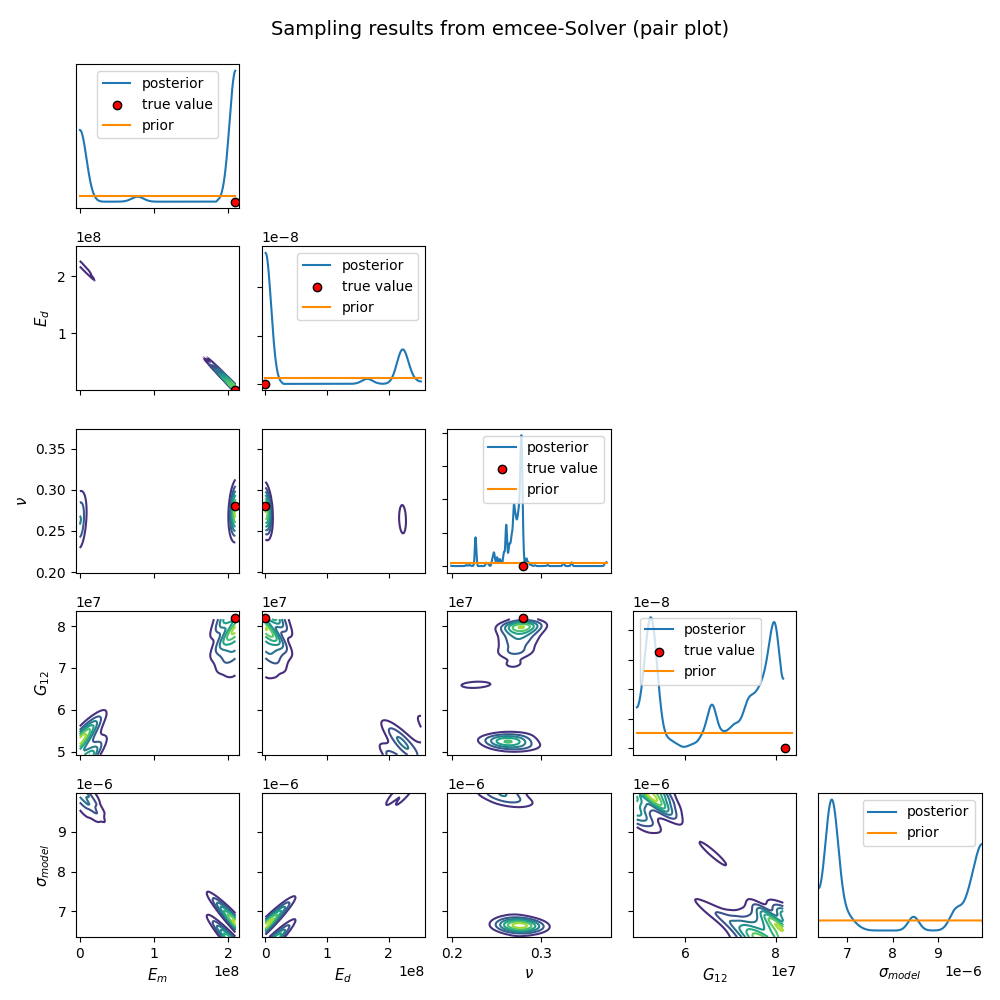 Sampling results from emcee-Solver (pair plot)
posterior
true value
prior
1e8
1e−8
2
1
E_d
posterior
true value
prior
0.35
0.30
0.25
0.20
ν
posterior
true value
prior
1e7
1e7
1e7
1e−8
8
7
6
5
G_12
posterior
true value
prior
1e−6
1e−6
1e−6
1e−6
9
8
7
σ_model
posterior
prior
0 1 2
0 2
0.2 0.3
6 8
7 8 9
E_m 1e8
E_d 1e8
ν
G_12 1e7
σ_model 1e−6